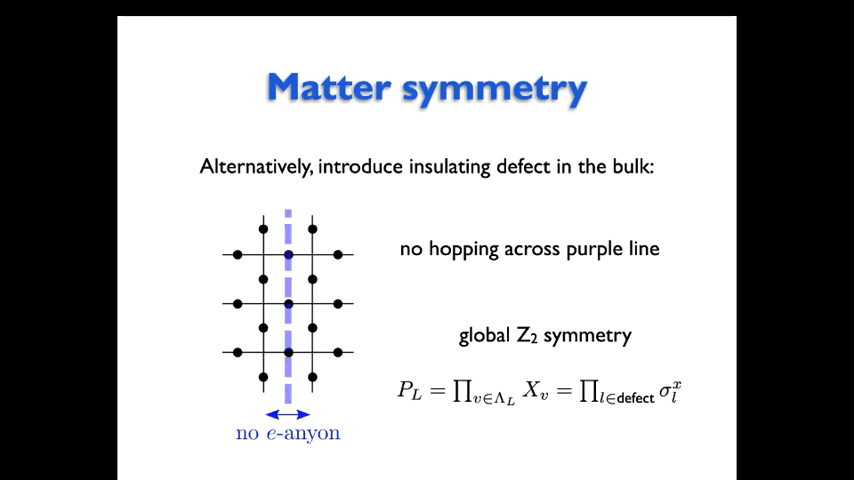 Matter symmetry
Alternatively, introduce insulating defect in the bulk:
no hopping across purple line
global Z₂ symmetry
P_L = ∏_{v∈Λ_L} X_v = ∏_{l∈defect} σ_l^x
no e-anyon